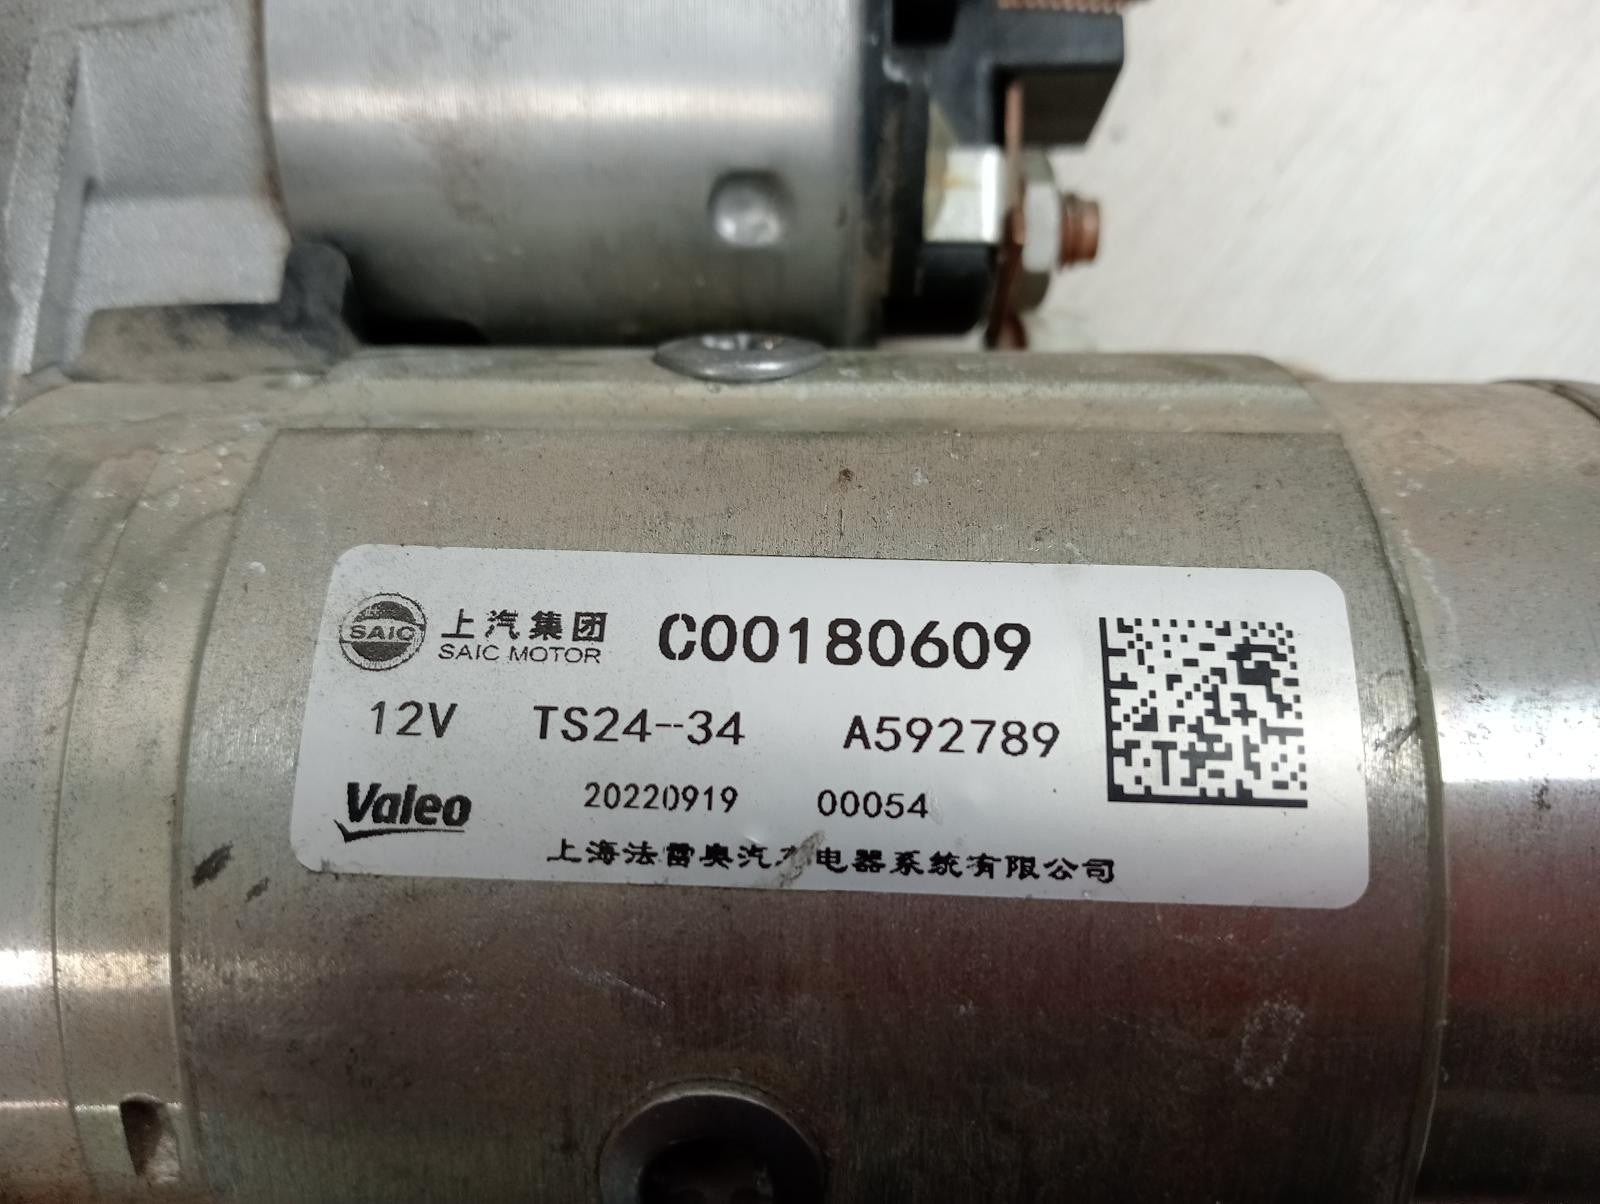 SAIC 上汽集团 C00180609
SAIC MOTOR
12V TS24--34 A592789
Valeo 20220919 00054
上海法雷奥汽车电器系统有限公司